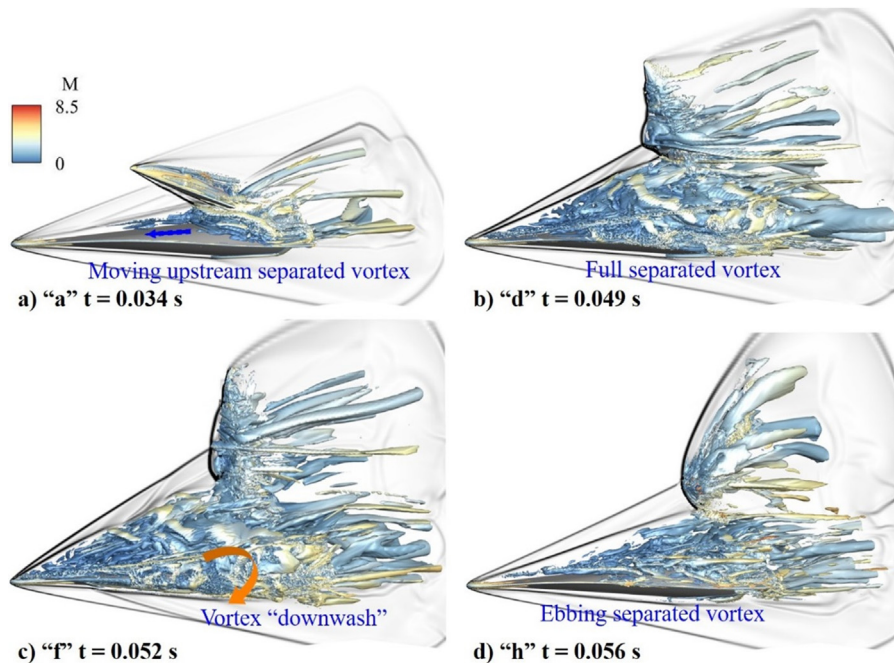 M
8.5
0
Moving upstream separated vortex
a) “a” t = 0.034 s
Full separated vortex
b) “d” t = 0.049 s
Vortex “downwash”
c) “f” t = 0.052 s
Ebbing separated vortex
d) “h” t = 0.056 s